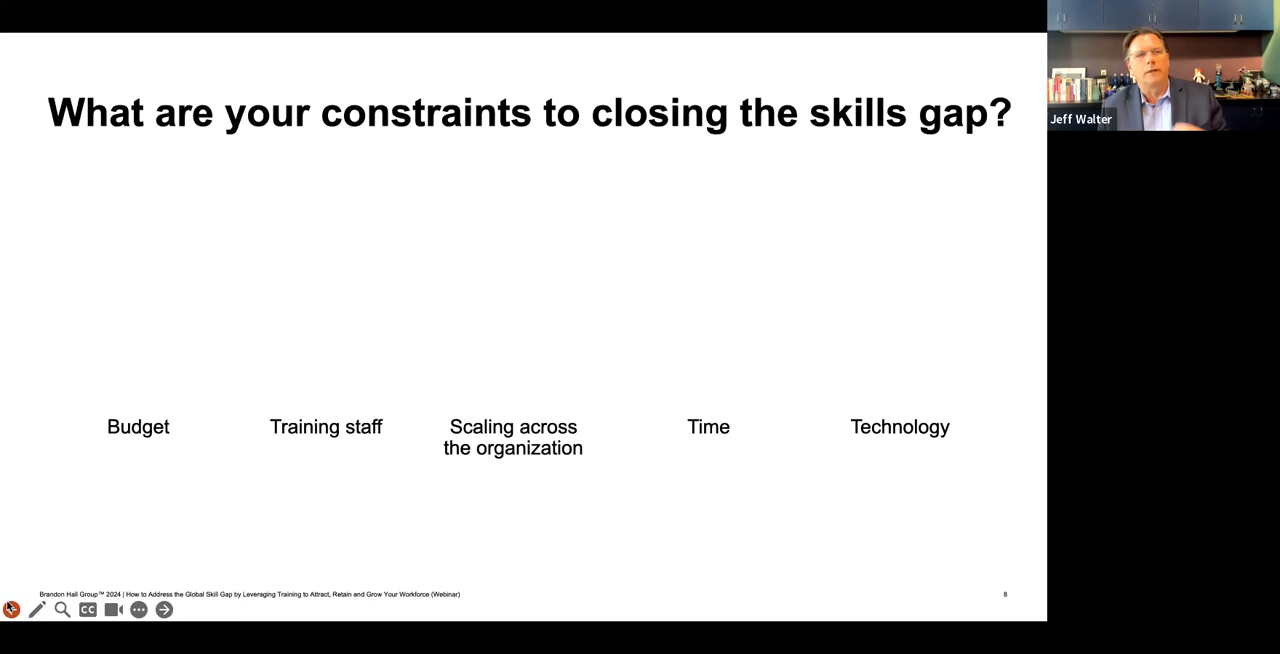 What are your constraints to closing the skills gap?
Jeff Walter
Budget
Training staff
Scaling across
the organization
Time
Technology
Brandon Hall Group™ 2024 | How to Address the Global Skill Gap by Leveraging Training to Attract, Retain and Grow Your Workforce (Webinar)
8
CC